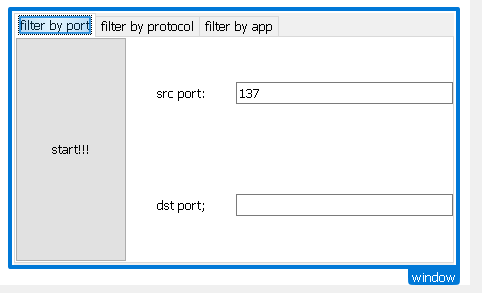 filter by port filter by protocol filter by app
src port: 137
start!!!
dst port;
window